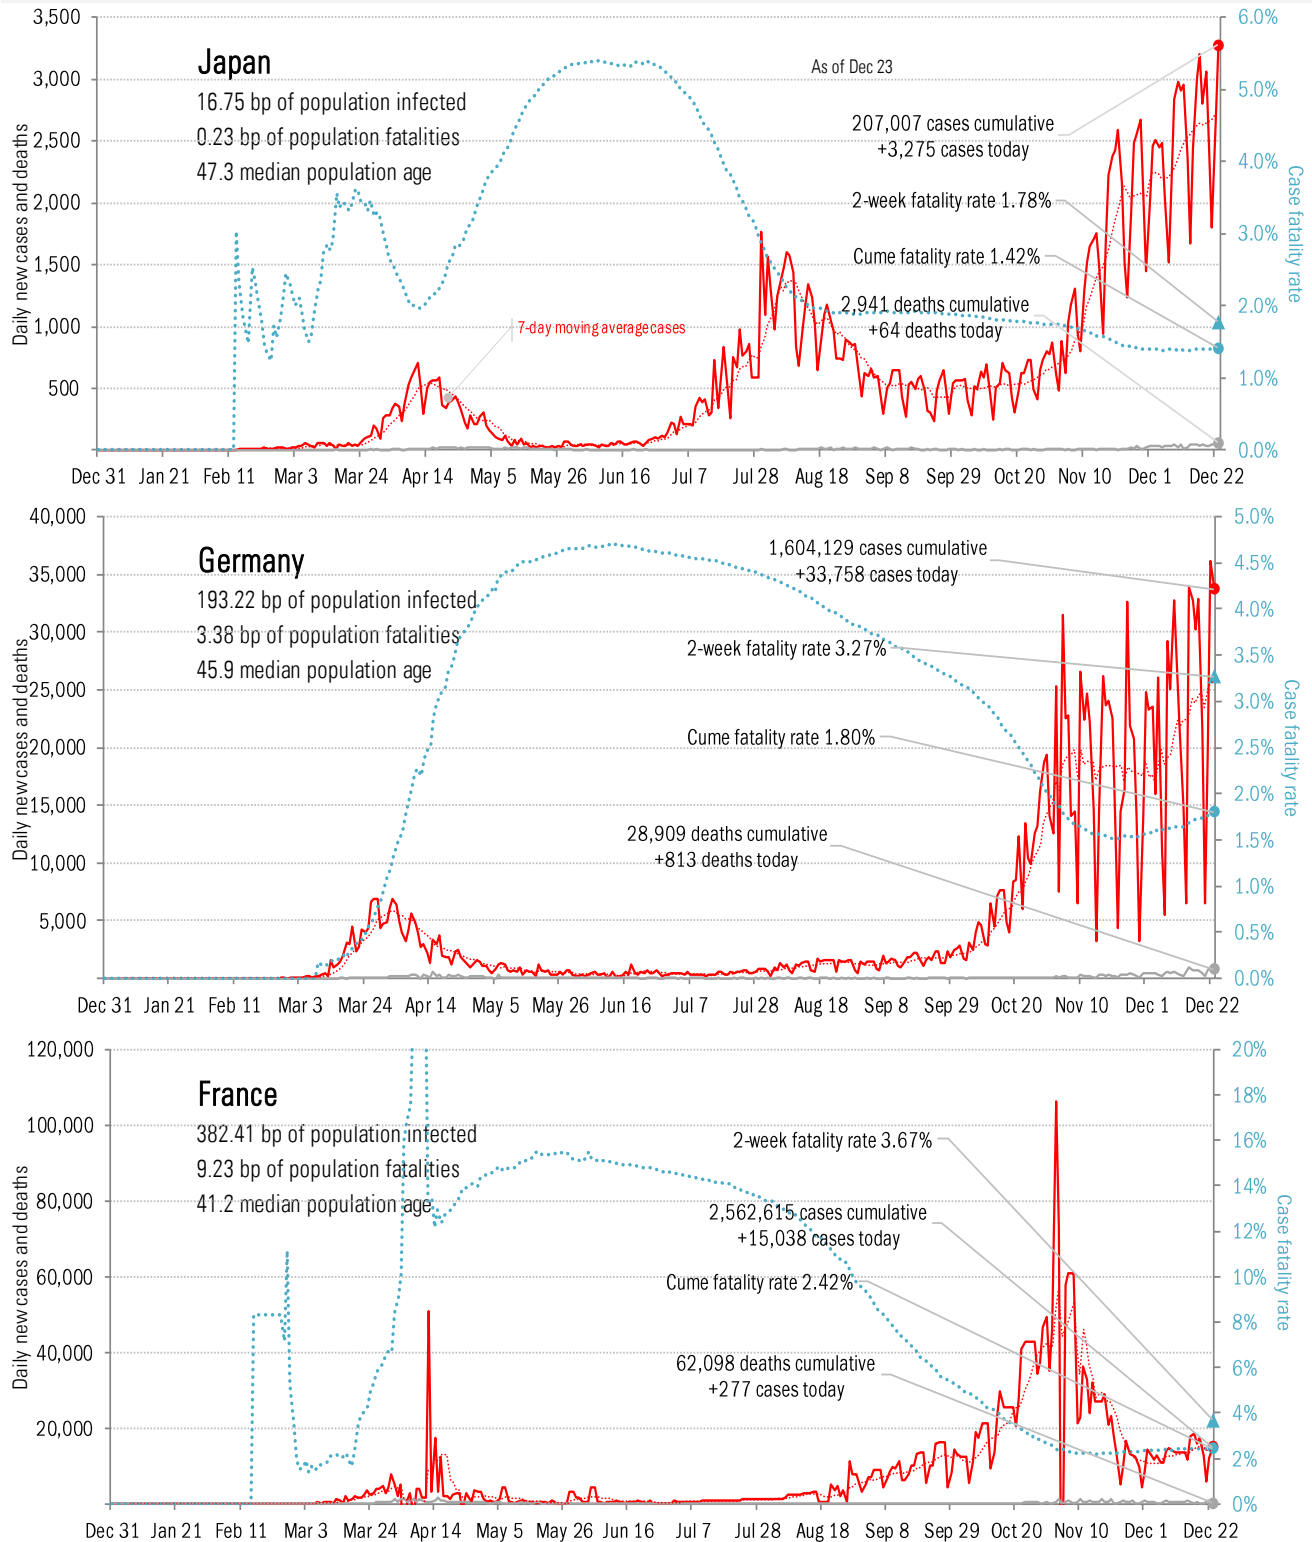 3,500
3,000
2,500
2,000
1,500
1,000
500
Daily new cases and deaths
Japan
16.75 bp of population infected
0.23 bp of population fatalities
47.3 median population age
As of Dec 23
207,007 cases cumulative
+3,275 cases today
2-week fatality rate 1.78%
Cume fatality rate 1.42%
2,941 deaths cumulative
+64 deaths today
7-day moving average cases
6.0%
5.0%
4.0%
3.0%
2.0%
1.0%
0.0%
Case fatality rate
Dec 31 Jan 21 Feb 11 Mar 3 Mar 24 Apr 14 May 5 May 26 Jun 16 Jul 7 Jul 28 Aug 18 Sep 8 Sep 29 Oct 20 Nov 10 Dec 1 Dec 22
40,000
35,000
30,000
25,000
20,000
15,000
10,000
5,000
Daily new cases and deaths
Germany
193.22 bp of population infected
3.38 bp of population fatalities
45.9 median population age
1,604,129 cases cumulative
+33,758 cases today
2-week fatality rate 3.27%
Cume fatality rate 1.80%
28,909 deaths cumulative
+813 deaths today
5.0%
4.5%
4.0%
3.5%
3.0%
2.5%
2.0%
1.5%
1.0%
0.5%
0.0%
Case fatality rate
Dec 31 Jan 21 Feb 11 Mar 3 Mar 24 Apr 14 May 5 May 26 Jun 16 Jul 7 Jul 28 Aug 18 Sep 8 Sep 29 Oct 20 Nov 10 Dec 1 Dec 22
120,000
100,000
80,000
60,000
40,000
20,000
Daily new cases and deaths
France
382.41 bp of population infected
9.23 bp of population fatalities
41.2 median population age
2-week fatality rate 3.67%
2,562,615 cases cumulative
+15,038 cases today
Cume fatality rate 2.42%
62,098 deaths cumulative
+277 cases today
20%
18%
16%
14%
12%
10%
8%
6%
4%
2%
0%
Case fatality rate
Dec 31 Jan 21 Feb 11 Mar 3 Mar 24 Apr 14 May 5 May 26 Jun 16 Jul 7 Jul 28 Aug 18 Sep 8 Sep 29 Oct 20 Nov 10 Dec 1 Dec 22